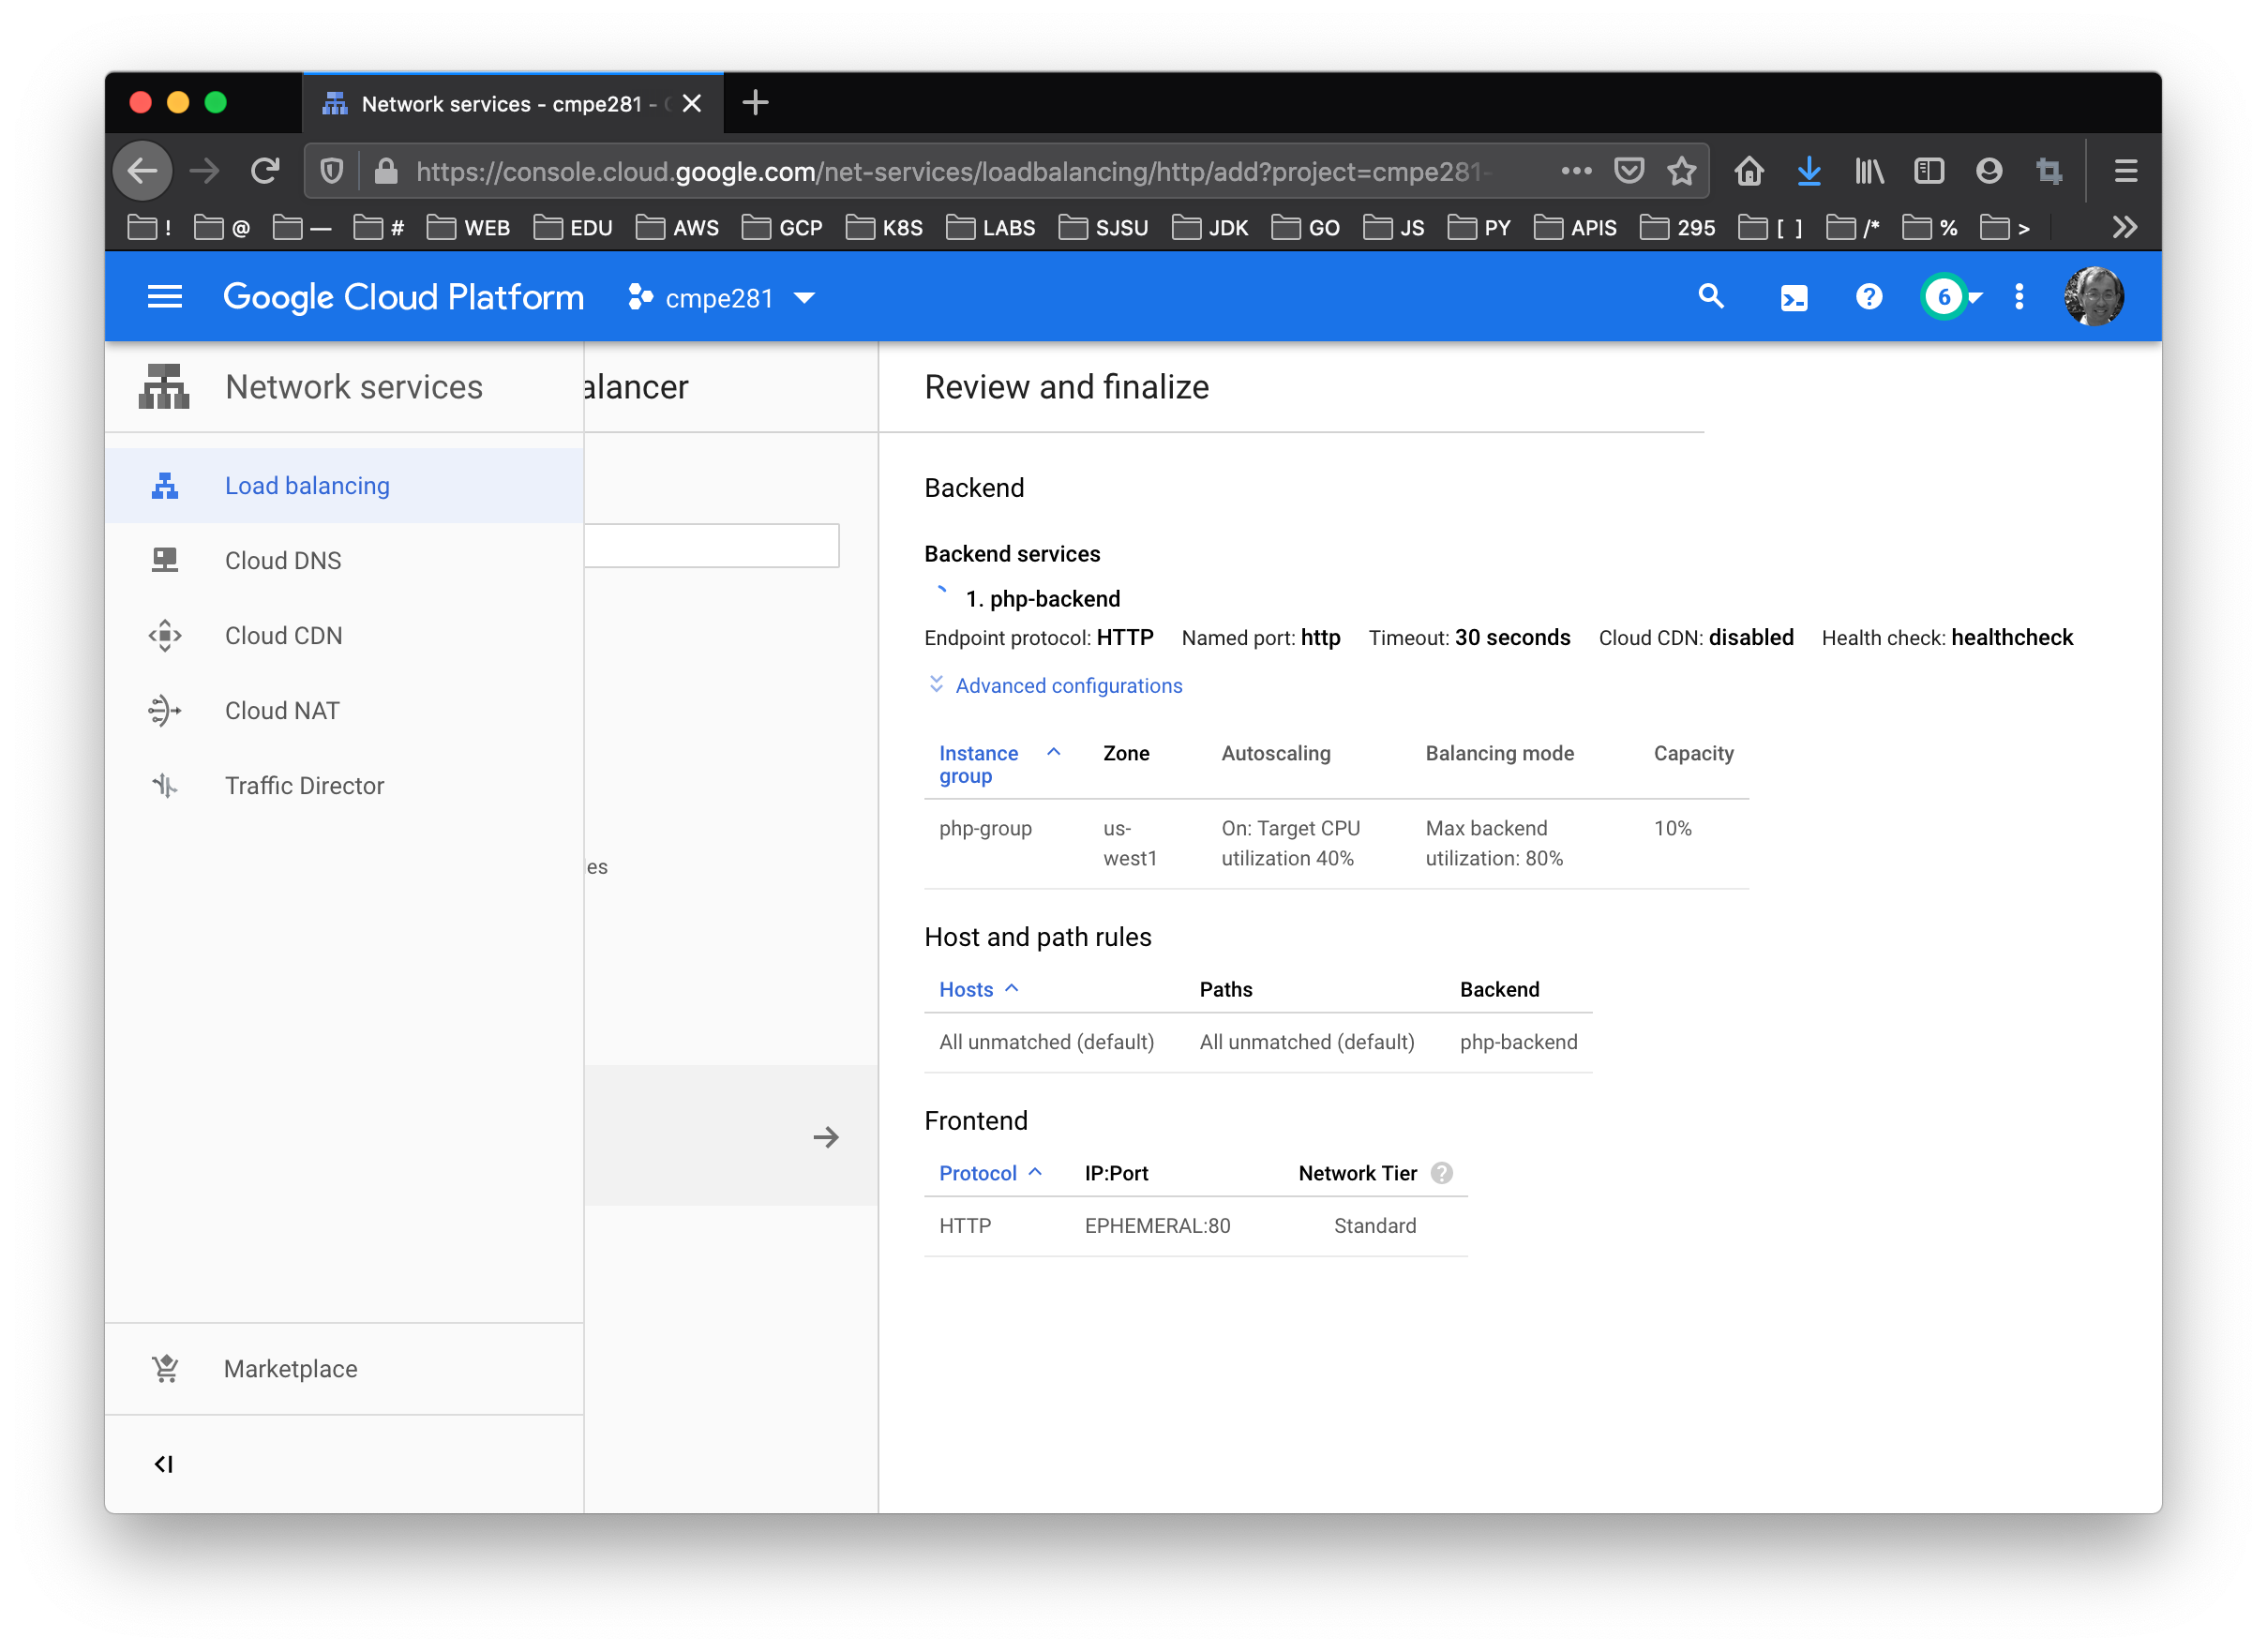 Network services - cmpe281 -
https://console.cloud.google.com/net-services/loadbalancing/http/add?project=cmpe281-
! @ — # WEB EDU AWS GCP K8S LABS SJSU JDK GO JS PY APIS 295 [ ] /* % >
Google Cloud Platform cmpe281 6
Network services
alancer
Review and finalize
Load balancing
Cloud DNS
Cloud CDN
Cloud NAT
Traffic Director
les
Marketplace
Backend
Backend services
1. php-backend
Endpoint protocol: HTTP Named port: http Timeout: 30 seconds Cloud CDN: disabled Health check: healthcheck
Advanced configurations
Instance group Zone Autoscaling Balancing mode Capacity
php-group us-west1 On: Target CPU utilization 40% Max backend utilization: 80% 10%
Host and path rules
Hosts Paths Backend
All unmatched (default) All unmatched (default) php-backend
Frontend
Protocol IP:Port Network Tier ?
HTTP EPHEMERAL:80 Standard